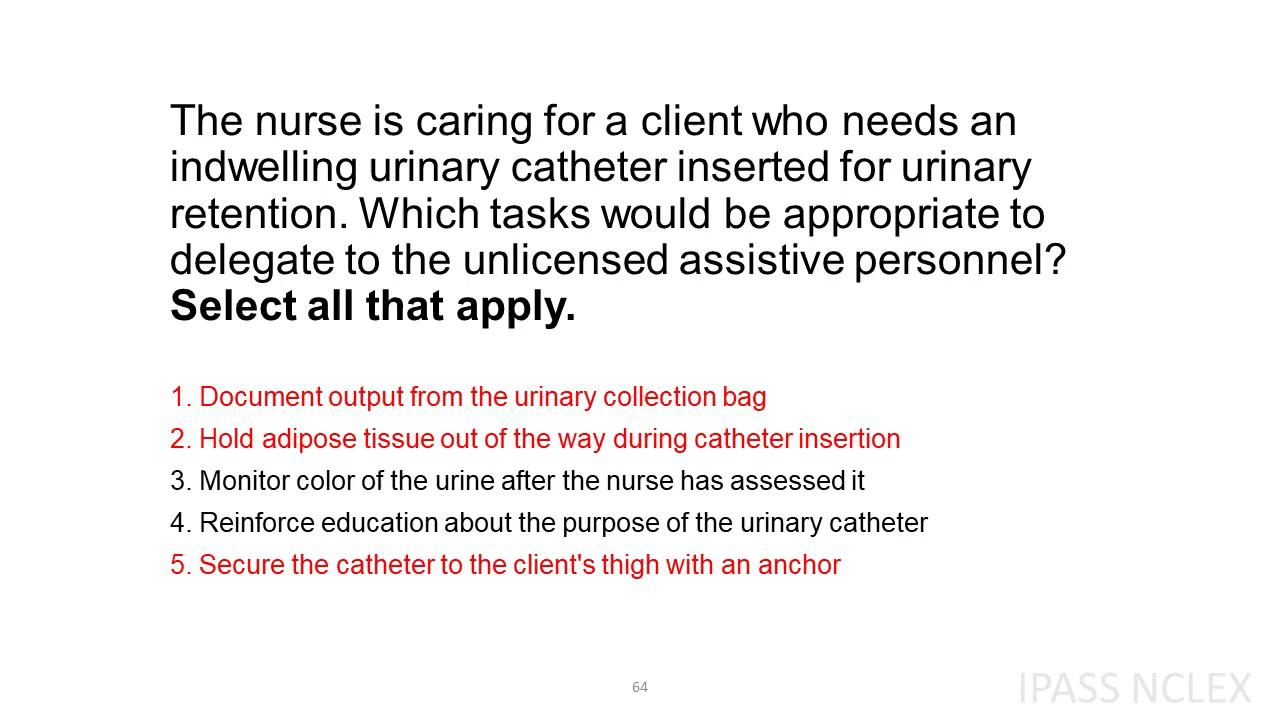 The nurse is caring for a client who needs an
indwelling urinary catheter inserted for urinary
retention. Which tasks would be appropriate to
delegate to the unlicensed assistive personnel?
Select all that apply.
1. Document output from the urinary collection bag
2. Hold adipose tissue out of the way during catheter insertion
3. Monitor color of the urine after the nurse has assessed it
4. Reinforce education about the purpose of the urinary catheter
5. Secure the catheter to the client's thigh with an anchor
64
IPASS NCLEX